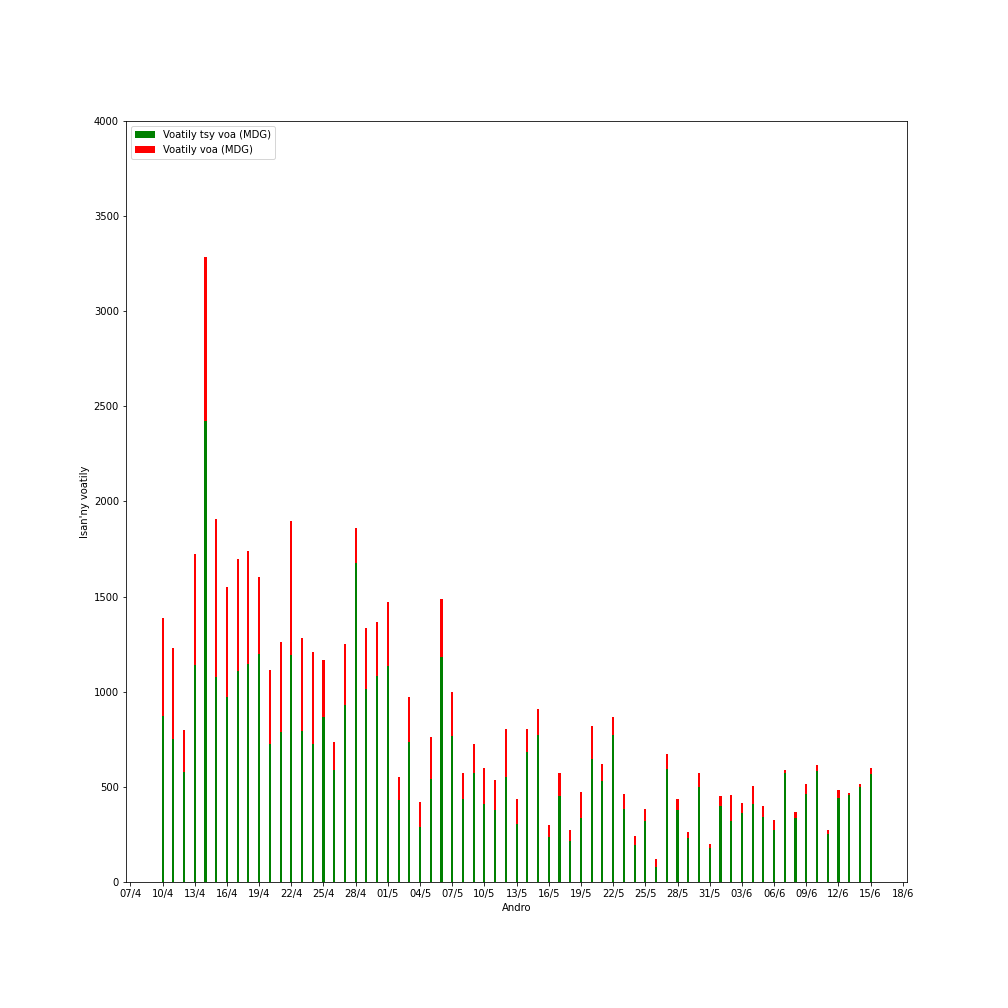 4000
Voatily tsy voa (MDG)
Voatily voa (MDG)
3500
3000
2500
2000
1500
1000
500
0
Isan'ny voatily
07/4 10/4 13/4 16/4 19/4 22/4 25/4 28/4 01/5 04/5 07/5 10/5 13/5 16/5 19/5 22/5 25/5 28/5 31/5 03/6 06/6 09/6 12/6 15/6 18/6
Andro